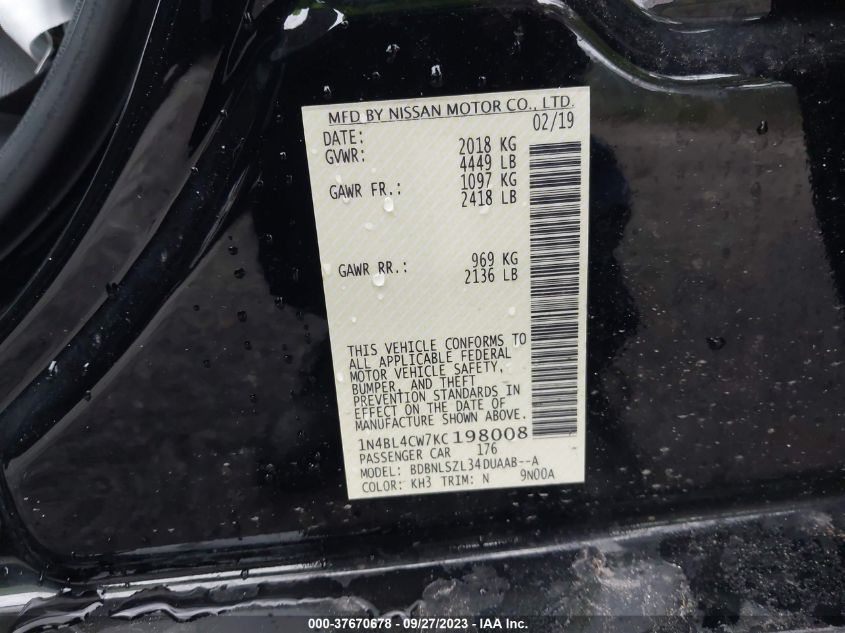 MFD BY NISSAN MOTOR CO., LTD.
DATE: 02/19
GVWR: 2018 KG
4449 LB
GAWR FR.: 1097 KG
2418 LB
GAWR RR.: 969 KG
2136 LB
THIS VEHICLE CONFORMS TO
ALL APPLICABLE FEDERAL
MOTOR VEHICLE SAFETY,
BUMPER, AND THEFT
PREVENTION STANDARDS IN
EFFECT ON THE DATE OF
MANUFACTURE SHOWN ABOVE.
1N4BL4CW7KC198008
PASSENGER CAR 176
MODEL: BDBNLSZL34DUAAB--A
COLOR: KH3 TRIM: N 9N00A
000-37670678 - 09/27/2023 - IAA Inc.